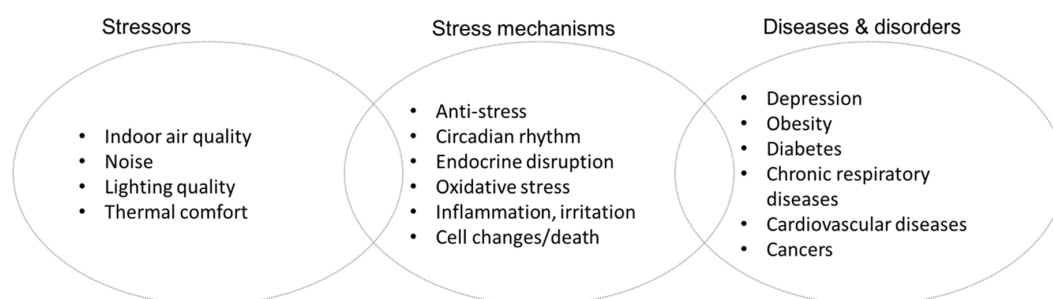 Stressors
• Indoor air quality
• Noise
• Lighting quality
• Thermal comfort
Stress mechanisms
• Anti-stress
• Circadian rhythm
• Endocrine disruption
• Oxidative stress
• Inflammation, irritation
• Cell changes/death
Diseases & disorders
• Depression
• Obesity
• Diabetes
• Chronic respiratory
diseases
• Cardiovascular diseases
• Cancers